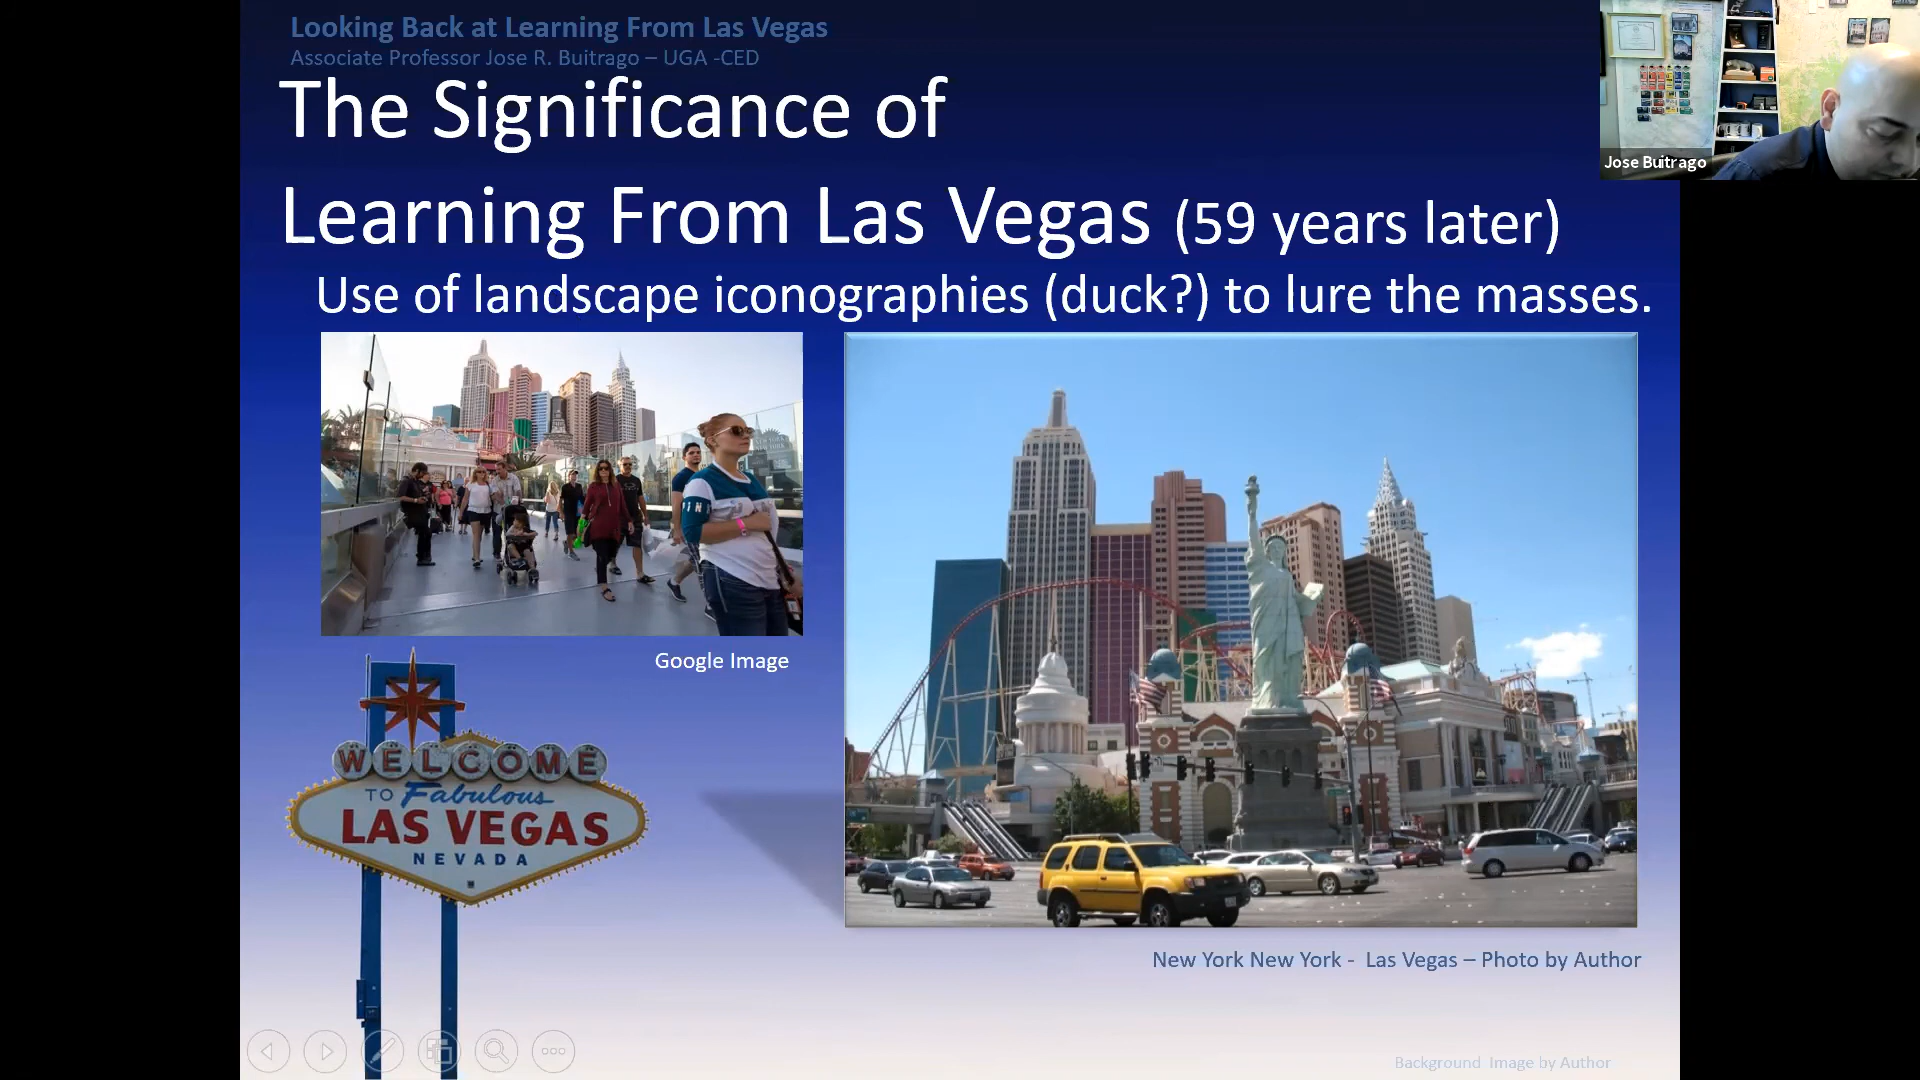 Looking Back at Learning From Las Vegas
Associate Professor Jose R. Buitrago – UGA -CED
The Significance of
Learning From Las Vegas (59 years later)
Use of landscape iconographies (duck?) to lure the masses.
Jose Buitrago
Google Image
WELCOME
TO Fabulous
LAS VEGAS
NEVADA
New York New York - Las Vegas – Photo by Author
Background Image by Author